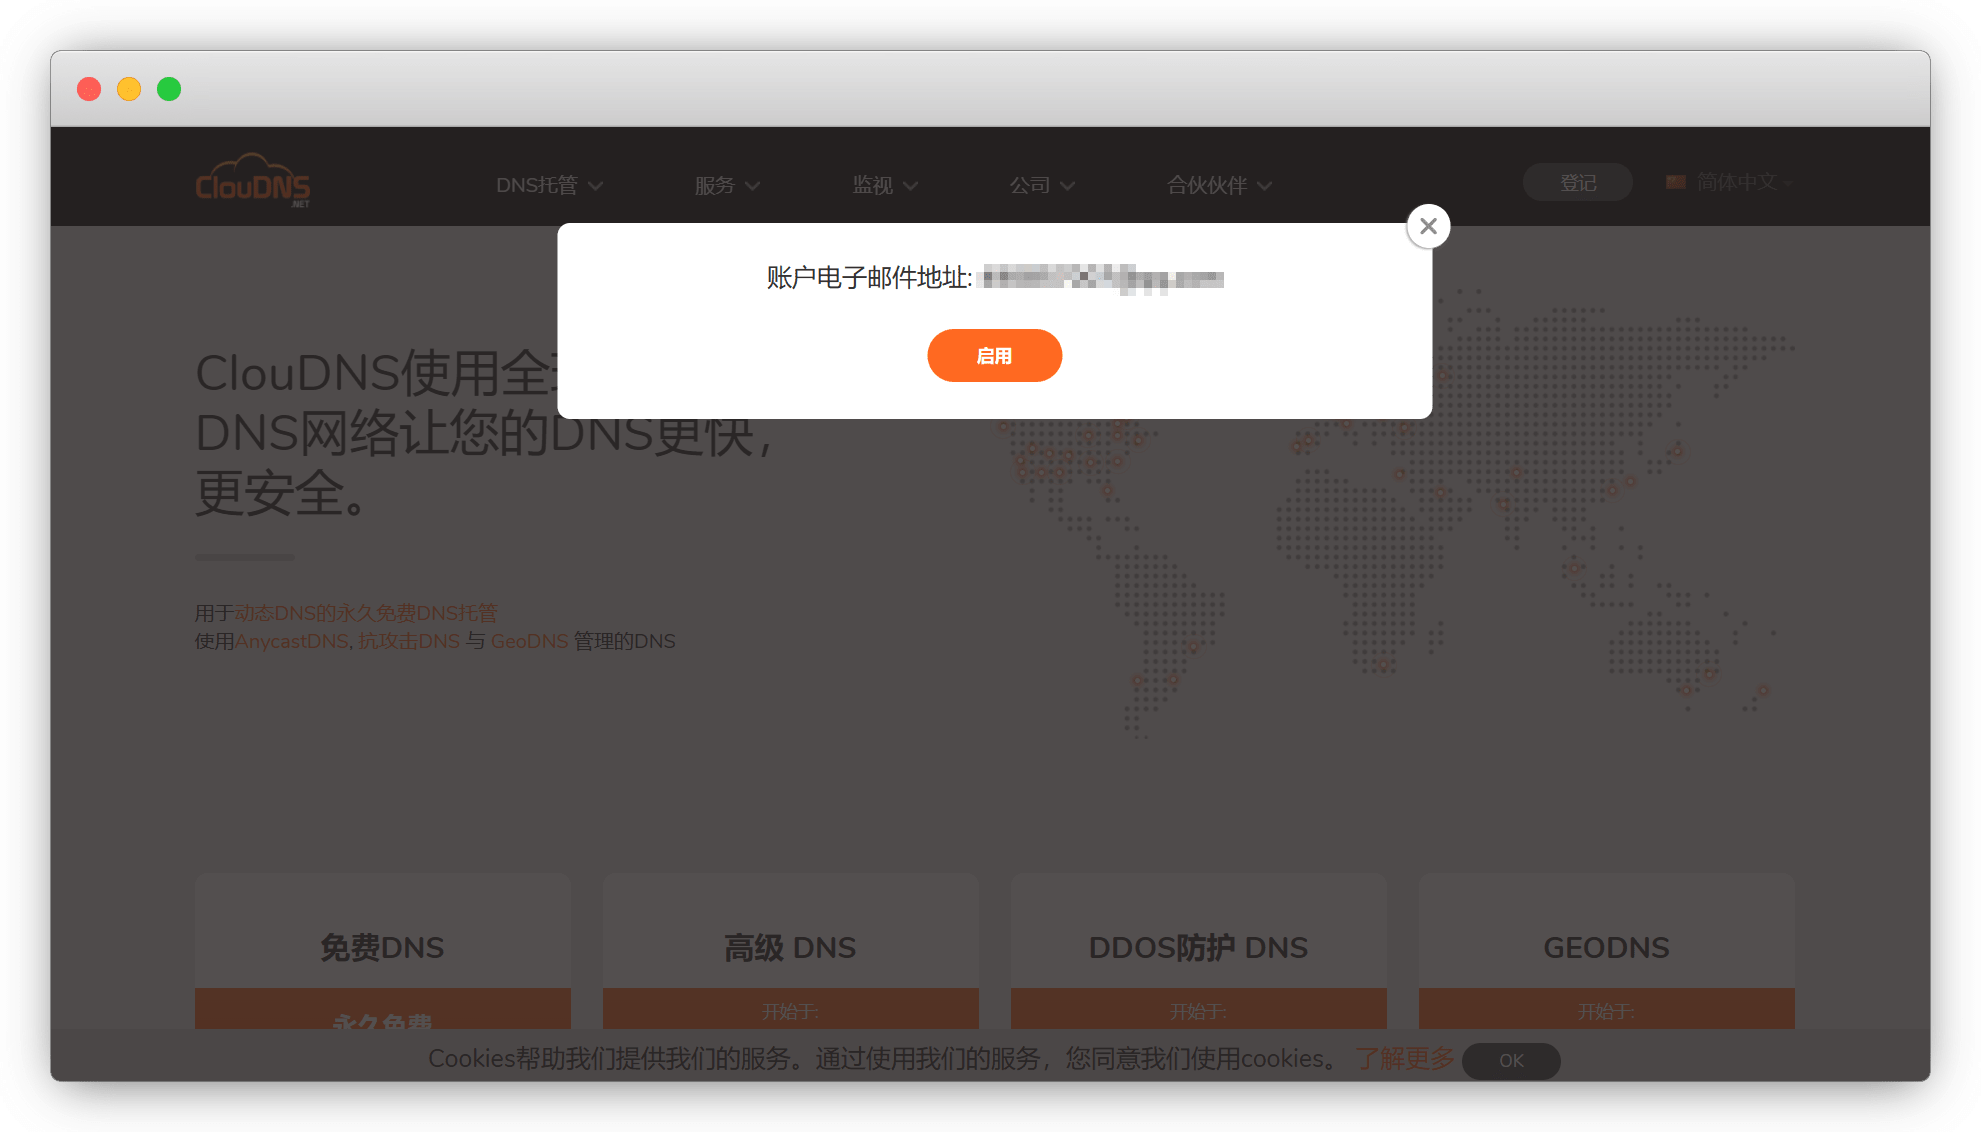 ClouDNS
.NET
DNS托管
服务
监视
公司
合伙伙伴
登记
简体中文
账户电子邮件地址:
启用
ClouDNS使用全
DNS网络让您的DNS更快，
更安全。
用于动态DNS的永久免费DNS托管
使用AnycastDNS, 抗攻击DNS 与 GeoDNS 管理的DNS
免费DNS
高级 DNS
DDOS防护 DNS
GEODNS
永久免费
开始于:
开始于:
开始于:
Cookies帮助我们提供我们的服务。通过使用我们的服务，您同意我们使用cookies。 了解更多
OK